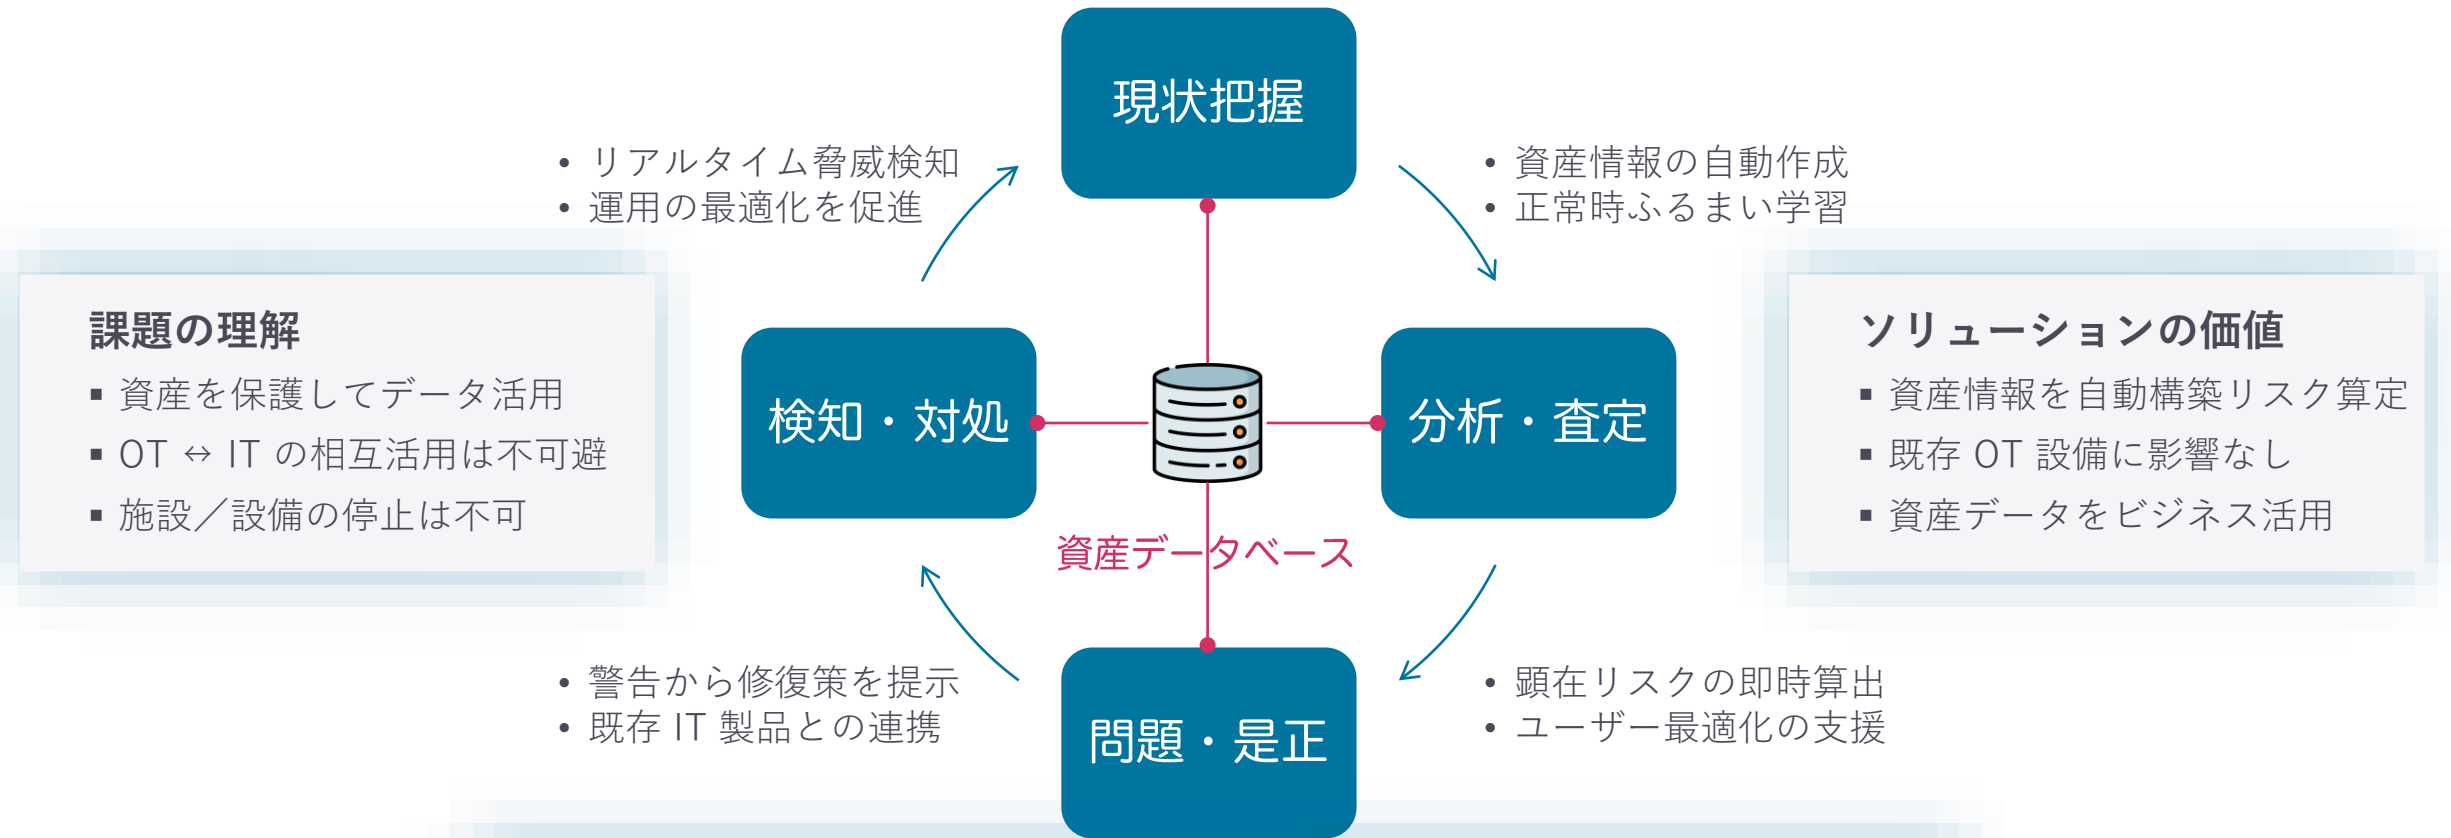 現状把握
• リアルタイム脅威検知
• 運用の最適化を促進
• 資産情報の自動作成
• 正常時ふるまい学習
課題の理解
▪ 資産を保護してデータ活用
▪ OT ↔ IT の相互活用は不可避
▪ 施設／設備の停止は不可
検知・対処
分析・査定
資産データベース
ソリューションの価値
▪ 資産情報を自動構築リスク算定
▪ 既存 OT 設備に影響なし
▪ 資産データをビジネス活用
• 警告から修復策を提示
• 既存 IT 製品との連携
問題・是正
• 顕在リスクの即時算出
• ユーザー最適化の支援